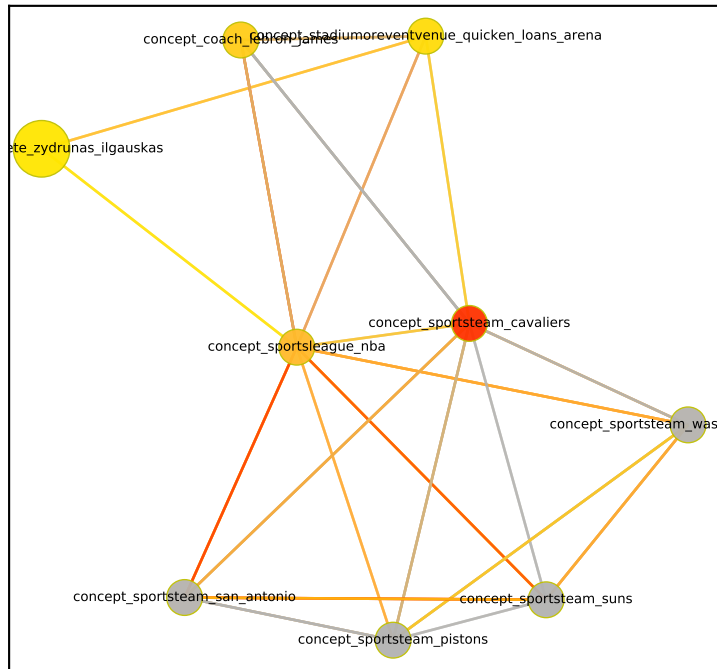 concept_coach_lebron_james
concept_stadiumoreventvenue_quicken_loans_arena
ete_zydrunas_ilgauskas
concept_sportsteam_cavaliers
concept_sportsleague_nba
concept_sportsteam_was
concept_sportsteam_san_antonio
concept_sportsteam_suns
concept_sportsteam_pistons